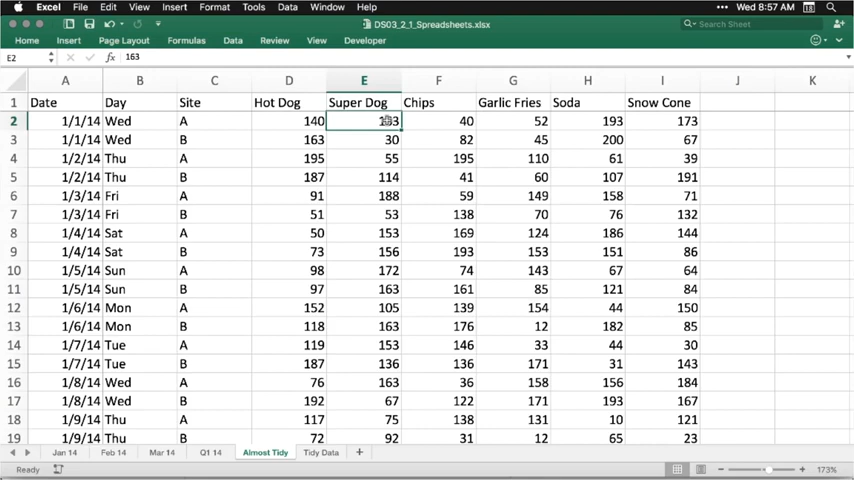 Excel File Edit View Insert Format Tools Data Window Help ••• Wed 8:57 AM 18
DS03_2_1_Spreadsheets.xlsx Search Sheet
Home Insert Page Layout Formulas Data Review View Developer
E2 fx 163
A B C D E F G H I J K
1 Date Day Site Hot Dog Super Dog Chips Garlic Fries Soda Snow Cone
2 1/1/14 Wed A 140 163 40 52 193 173
3 1/1/14 Wed B 163 30 82 45 200 67
4 1/2/14 Thu A 195 55 195 110 61 39
5 1/2/14 Thu B 187 114 41 60 107 191
6 1/3/14 Fri A 91 188 59 149 158 71
7 1/3/14 Fri B 51 53 138 70 76 132
8 1/4/14 Sat A 50 153 169 124 186 144
9 1/4/14 Sat B 73 156 193 153 151 86
10 1/5/14 Sun A 98 172 74 143 67 64
11 1/5/14 Sun B 97 163 161 85 121 84
12 1/6/14 Mon A 152 105 139 154 44 150
13 1/6/14 Mon B 118 163 176 12 182 85
14 1/7/14 Tue A 119 153 146 33 44 30
15 1/7/14 Tue B 187 136 136 171 31 143
16 1/8/14 Wed A 76 163 36 158 156 184
17 1/8/14 Wed B 192 67 122 171 193 167
18 1/9/14 Thu A 117 75 138 131 10 121
19 1/9/14 Thu B 72 92 31 12 65 23
Jan 14 Feb 14 Mar 14 Q1 14 Almost Tidy Tidy Data +
Ready 173%